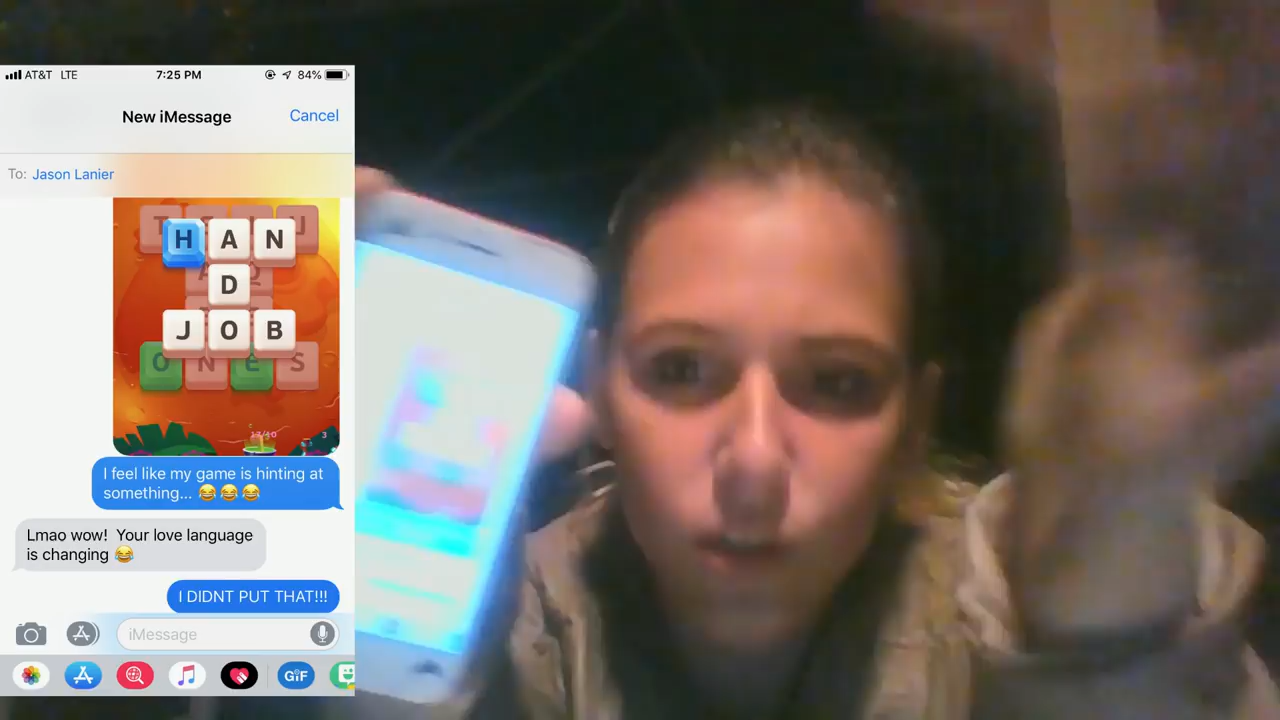 AT&T LTE 7:25 PM 84%
New iMessage Cancel
To: Jason Lanier
H A N
D
J O B
O N E S
I feel like my game is hinting at
something... 😂😂😂
Lmao wow! Your love language
is changing 😂
I DIDNT PUT THAT!!!
iMessage
GIF